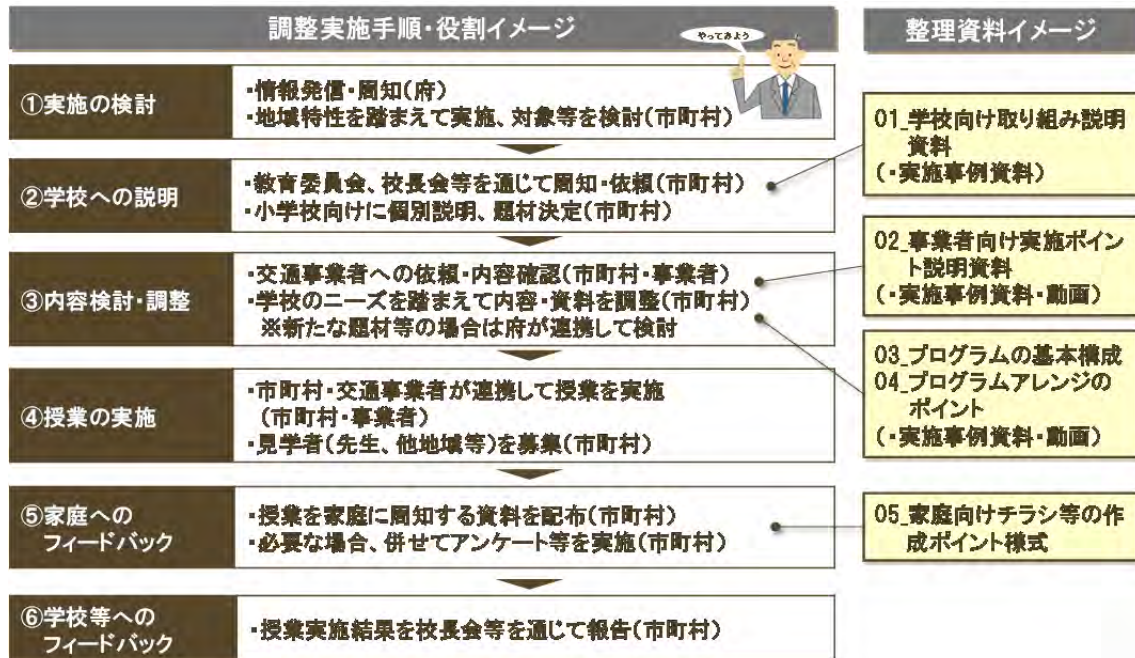 調整実施手順・役割イメージ
やってみよう
整理資料イメージ
①実施の検討
・情報発信・周知(府)
・地域特性を踏まえて実施、対象等を検討(市町村)
②学校への説明
・教育委員会、校長会等を通じて周知・依頼(市町村)
・小学校向けに個別説明、題材決定(市町村)
③内容検討・調整
・交通事業者への依頼・内容確認(市町村・事業者)
・学校のニーズを踏まえて内容・資料を調整(市町村)
※新たな題材等の場合は府が連携して検討
④授業の実施
・市町村・交通事業者が連携して授業を実施
(市町村・事業者)
・見学者(先生、他地域等)を募集(市町村)
⑤家庭への
フィードバック
・授業を家庭に周知する資料を配布(市町村)
・必要な場合、併せてアンケート等を実施(市町村)
⑥学校等への
フィードバック
・授業実施結果を校長会等を通じて報告(市町村)
01_学校向け取り組み説明
資料
(・実施事例資料)
02_事業者向け実施ポイン
ト説明資料
(・実施事例資料・動画)
03_プログラムの基本構成
04_プログラムアレンジの
ポイント
(・実施事例資料・動画)
05_家庭向けチラシ等の作
成ポイント様式